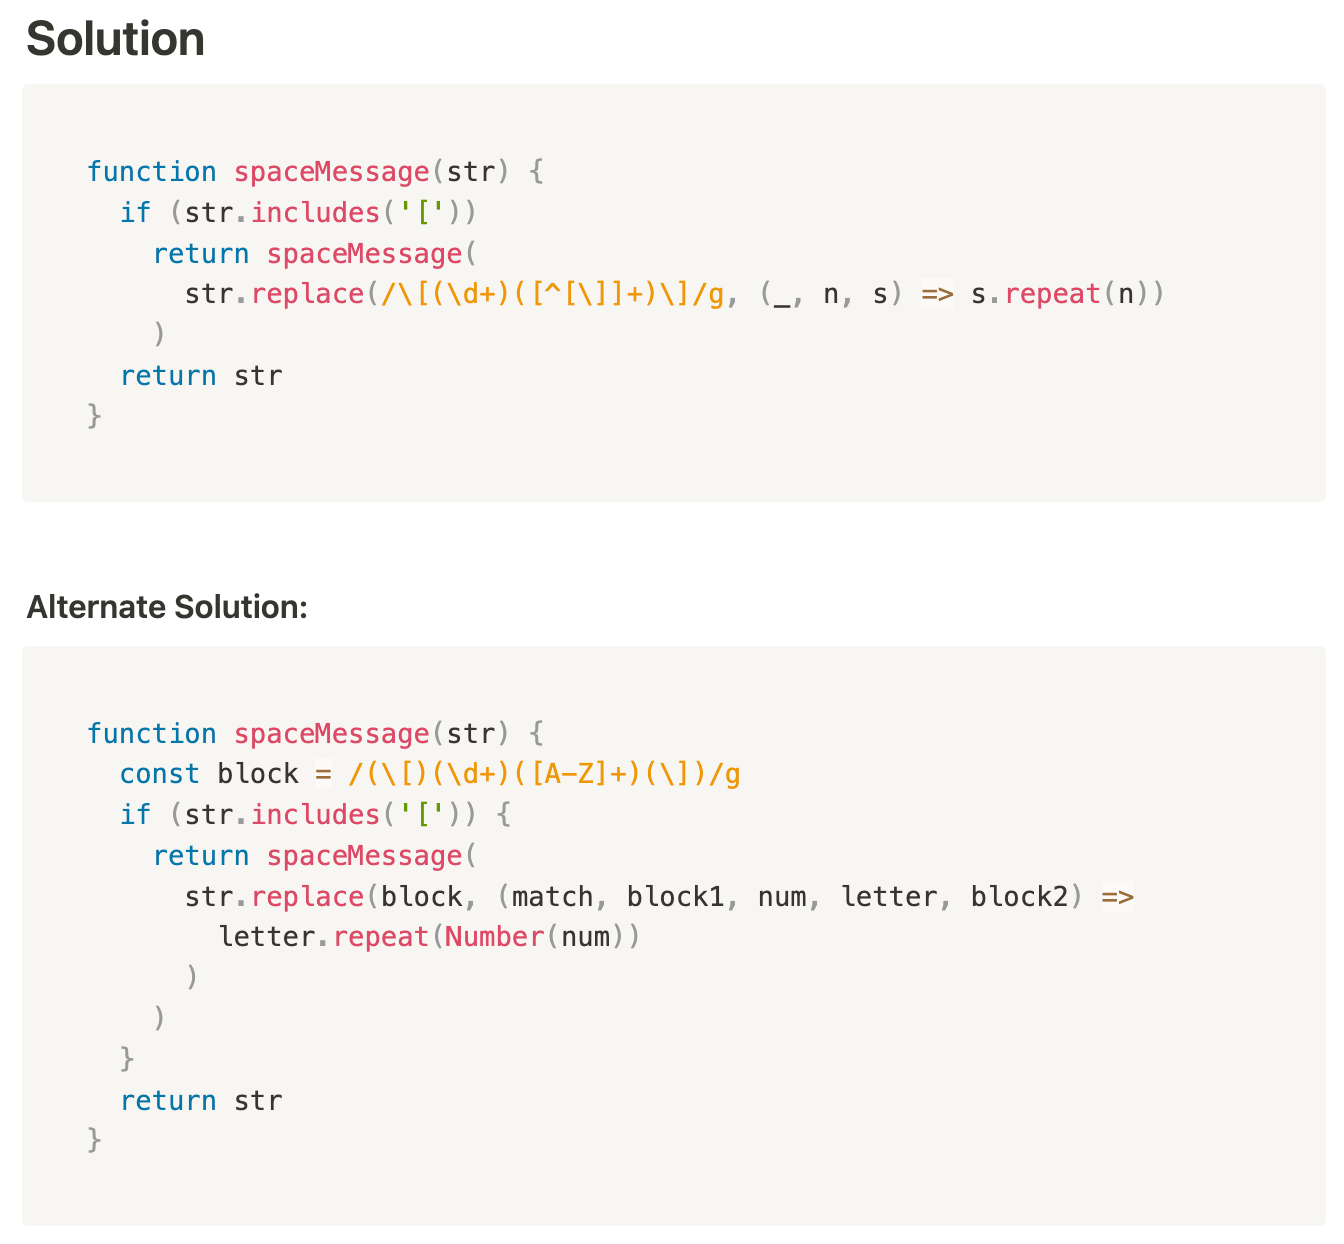 Solution
function spaceMessage(str) {
  if (str.includes('['))
    return spaceMessage(
      str.replace(/\[(\d+)([^[\]]+)\]/g, (_, n, s) => s.repeat(n))
    )
  return str
}
Alternate Solution:
function spaceMessage(str) {
  const block = /(\[)(\d+)([A-Z]+)(\])/g
  if (str.includes('[')) {
    return spaceMessage(
      str.replace(block, (match, block1, num, letter, block2) =>
        letter.repeat(Number(num))
      )
    )
  }
  return str
}